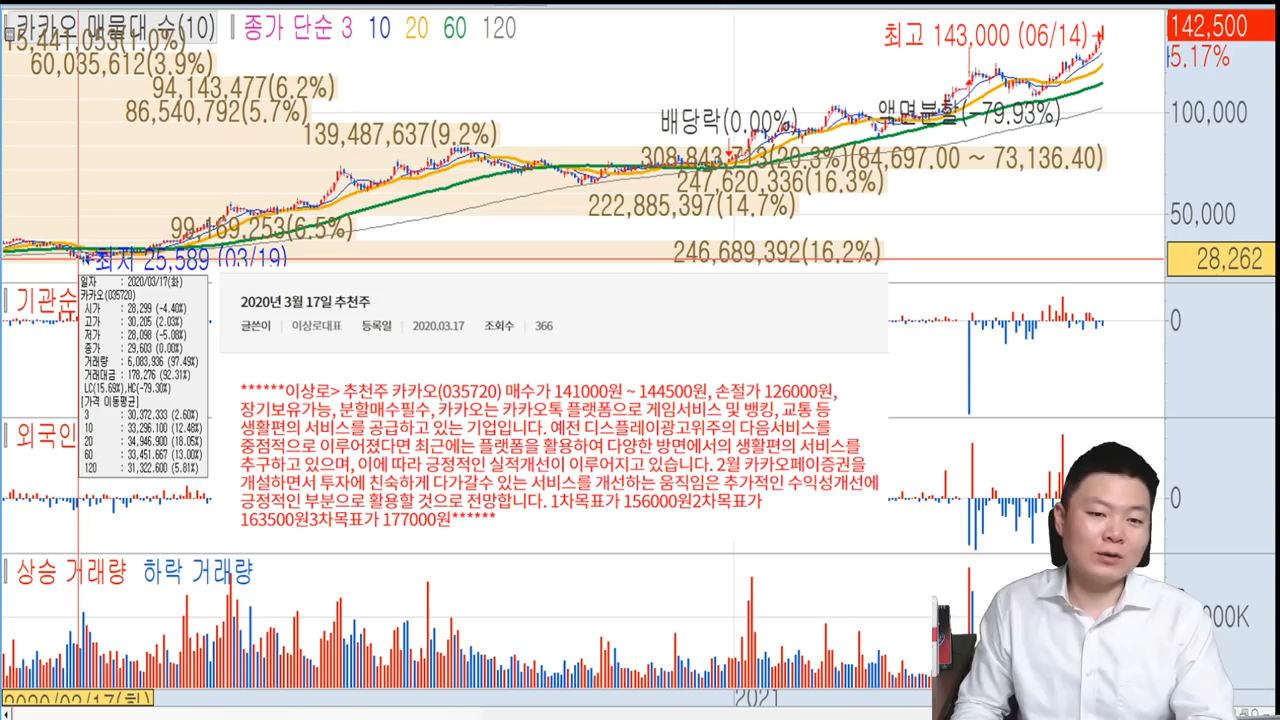 카카오 매물대 수(10) 종가 단순 3 10 20 60 120
15,441,053(1.0%)
60,035,612(3.9%)
94,143,477(6.2%)
86,540,792(5.7%)
139,487,637(9.2%)
최고 143,000 (06/14)
142,500
5.17%
100,000
50,000
28,262
배당락(0.00%)
액면분할(-79.93%)
308,842,713(20.3%)(84,697.00 ~ 73,136.40)
247,620,336(16.3%)
222,885,397(14.7%)
99,169,253(6.5%)
246,689,392(16.2%)
최저 25,589 (03/19)
기관순
0
일자 : 2020/03/17(화)
카카오(035720)
시가 : 28,299 (-4.40%)
고가 : 30,205 (2.03%)
저가 : 28,098 (-5.08%)
종가 : 29,603 (0.00%)
거래량 : 6,083,936 (97.49%)
거래대금 : 178,276 (92.31%)
LC(15.69%),HC(-79.30%)
[가격 이동평균]
3 : 30,372.333 (2.60%)
10 : 33,296.100 (12.48%)
20 : 34,946.900 (18.05%)
60 : 33,451.667 (13.00%)
120 : 31,322.600 (5.81%)
2020년 3월 17일 추천주
글쓴이 이상로대표 등록일 2020.03.17 조회수 366
******이상로> 추천주 카카오(035720) 매수가 141000원 ~ 144500원, 손절가 126000원,
장기보유가능, 분할매수필수, 카카오는 카카오톡 플랫폼으로 게임서비스 및 뱅킹, 교통 등
생활편의 서비스를 공급하고 있는 기업입니다. 예전 디스플레이광고위주의 다음서비스를
중점적으로 이루어졌다면 최근에는 플랫폼을 활용하여 다양한 방면에서의 생활편의 서비스를
추구하고 있으며, 이에 따라 긍정적인 실적개선이 이루어지고 있습니다. 2월 카카오페이증권을
개설하면서 투자에 친숙하게 다가갈수 있는 서비스를 개선하는 움직임은 추가적인 수익성개선에
긍정적인 부분으로 활용할 것으로 전망합니다. 1차목표가 156000원2차목표가
163500원3차목표가 177000원******
외국인
0
상승 거래량 하락 거래량
2020/03/17(화)
2021